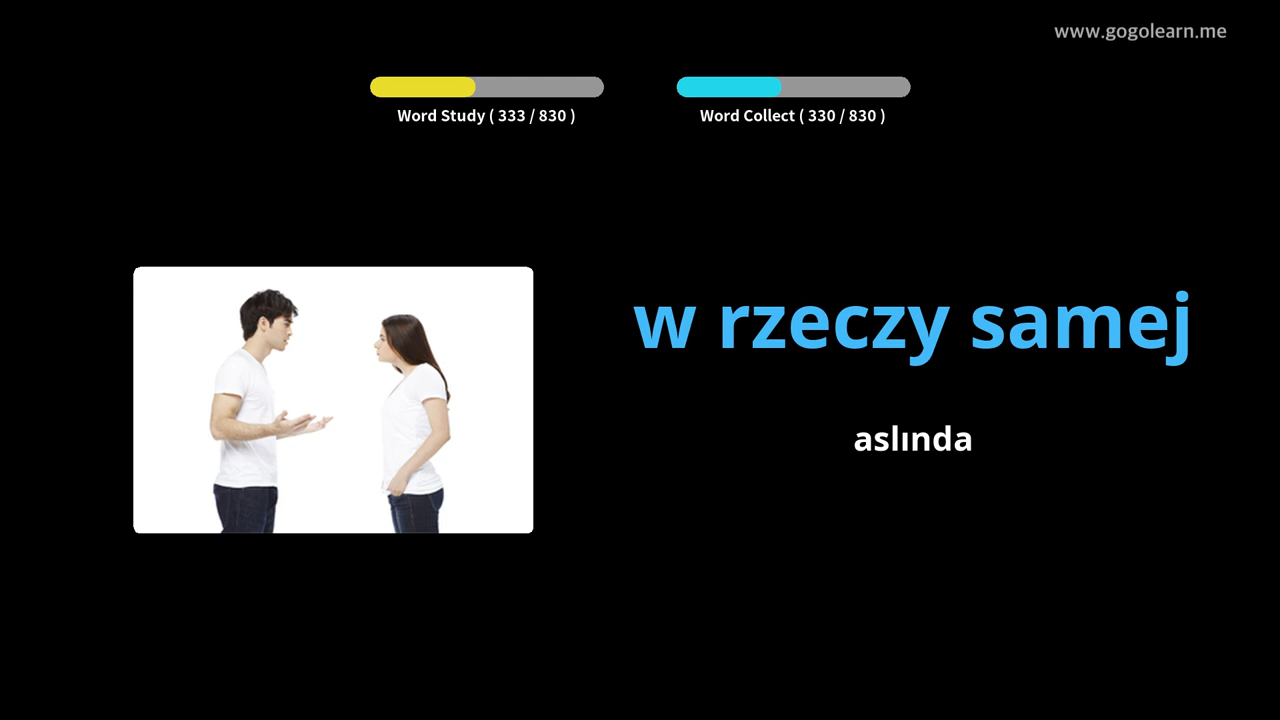 www.gogolearn.me
Word Study ( 333 / 830 )
Word Collect ( 330 / 830 )
w rzeczy samej
aslında